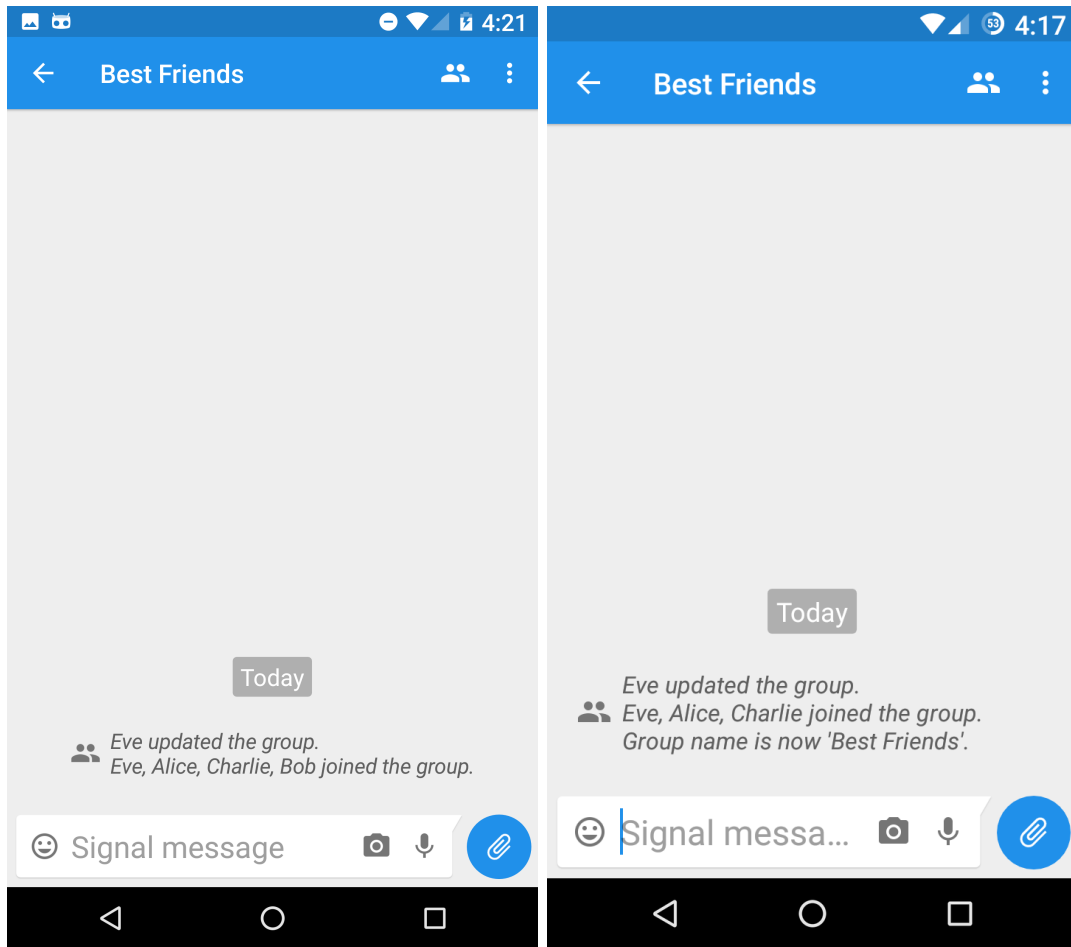 4:21
Best Friends
Today
Eve updated the group.
Eve, Alice, Charlie, Bob joined the group.
Signal message
53 4:17
Best Friends
Today
Eve updated the group.
Eve, Alice, Charlie joined the group.
Group name is now 'Best Friends'.
Signal messa...